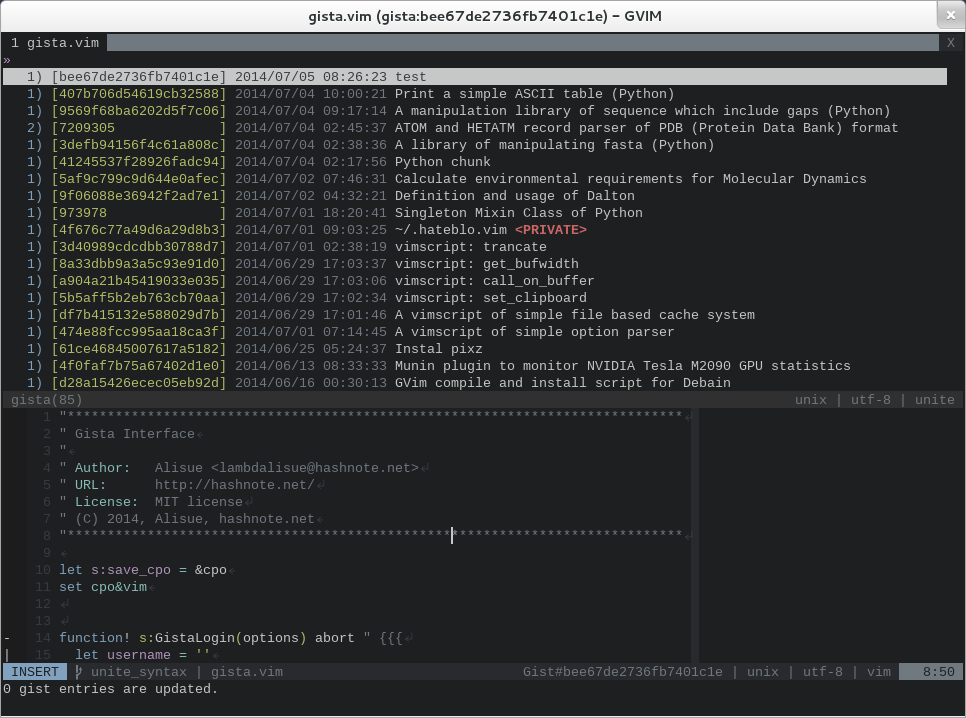 gista.vim (gista:bee67de2736fb7401c1e) - GVIM
1 gista.vim X
»
1) [bee67de2736fb7401c1e] 2014/07/05 08:26:23 test
1) [407b706d54619cb32588] 2014/07/04 10:00:21 Print a simple ASCII table (Python)
1) [9569f68ba6202d5f7c06] 2014/07/04 09:17:14 A manipulation library of sequence which include gaps (Python)
2) [7209305             ] 2014/07/04 02:45:37 ATOM and HETATM record parser of PDB (Protein Data Bank) format
1) [3defb94156f4c61a808c] 2014/07/04 02:38:36 A library of manipulating fasta (Python)
1) [41245537f28926fadc94] 2014/07/04 02:17:56 Python chunk
1) [5af9c799c9d644e0afec] 2014/07/02 07:46:31 Calculate environmental requirements for Molecular Dynamics
1) [9f06088e36942f2ad7e1] 2014/07/02 04:32:21 Definition and usage of Dalton
1) [973978              ] 2014/07/01 18:20:41 Singleton Mixin Class of Python
1) [4f676c77a49d6a29d8b3] 2014/07/01 09:03:25 ~/.hateblo.vim <PRIVATE>
1) [3d40989cdcdbb30788d7] 2014/07/01 02:38:19 vimscript: trancate
1) [8a33dbb9a3a5c93e91d0] 2014/06/29 17:03:37 vimscript: get_bufwidth
1) [a904a21b45419033e035] 2014/06/29 17:03:06 vimscript: call_on_buffer
1) [5b5aff5b2eb763cb70aa] 2014/06/29 17:02:34 vimscript: set_clipboard
1) [df7b415132e588029d7b] 2014/06/29 17:01:46 A vimscript of simple file based cache system
1) [474e88fcc995aa18ca3f] 2014/07/01 07:14:45 A vimscript of simple option parser
1) [61ce46845007617a5182] 2014/06/25 05:24:37 Instal pixz
1) [4f0faf7b75a67402d1e0] 2014/06/13 08:33:33 Munin plugin to monitor NVIDIA Tesla M2090 GPU statistics
1) [d28a15426ecec05eb92d] 2014/06/16 00:30:13 GVim compile and install script for Debain
gista(85) unix | utf-8 | unite
1 "*****************************************************************************↲
2 " Gista Interface↲
3 "↲
4 " Author:   Alisue <lambdalisue@hashnote.net>↲
5 " URL:      http://hashnote.net/↲
6 " License:  MIT license↲
7 " (C) 2014, Alisue, hashnote.net↲
8 "*****************************************************************************↲
9 ↲
10 let s:save_cpo = &cpo↲
11 set cpo&vim↲
12 ↲
13 ↲
- 14 function! s:GistaLogin(options) abort " {{{↲
| 15   let username = ''↲
INSERT unite_syntax | gista.vim Gist#bee67de2736fb7401c1e | unix | utf-8 | vim 8:50
0 gist entries are updated.